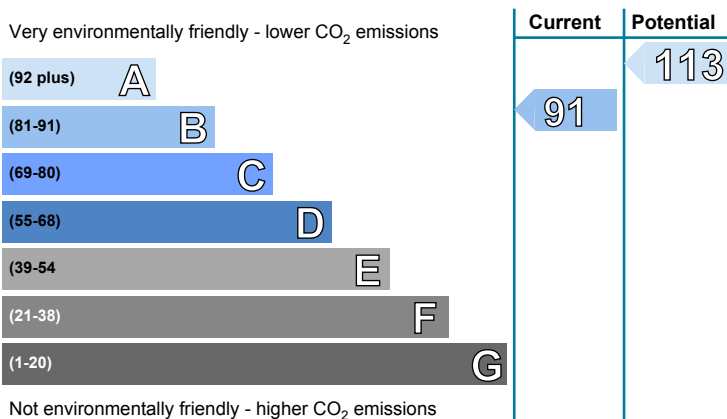 Very environmentally friendly - lower CO2 emissions
Current Potential
(92 plus) A
113
(81-91) B
91
(69-80) C
(55-68) D
(39-54 E
(21-38) F
(1-20) G
Not environmentally friendly - higher CO2 emissions